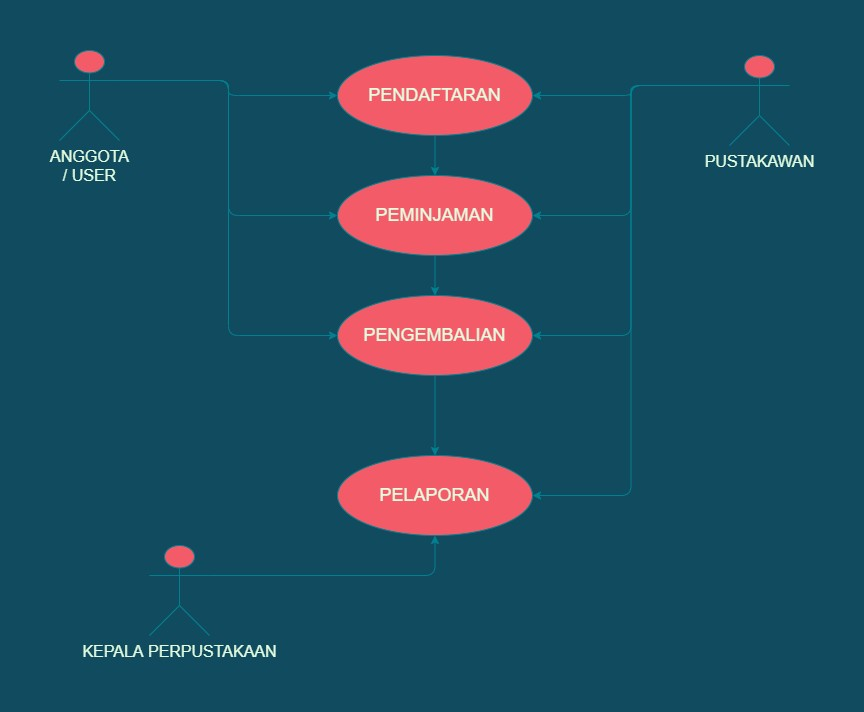 PENDAFTARAN
ANGGOTA
/ USER
PUSTAKAWAN
PEMINJAMAN
PENGEMBALIAN
PELAPORAN
KEPALA PERPUSTAKAAN